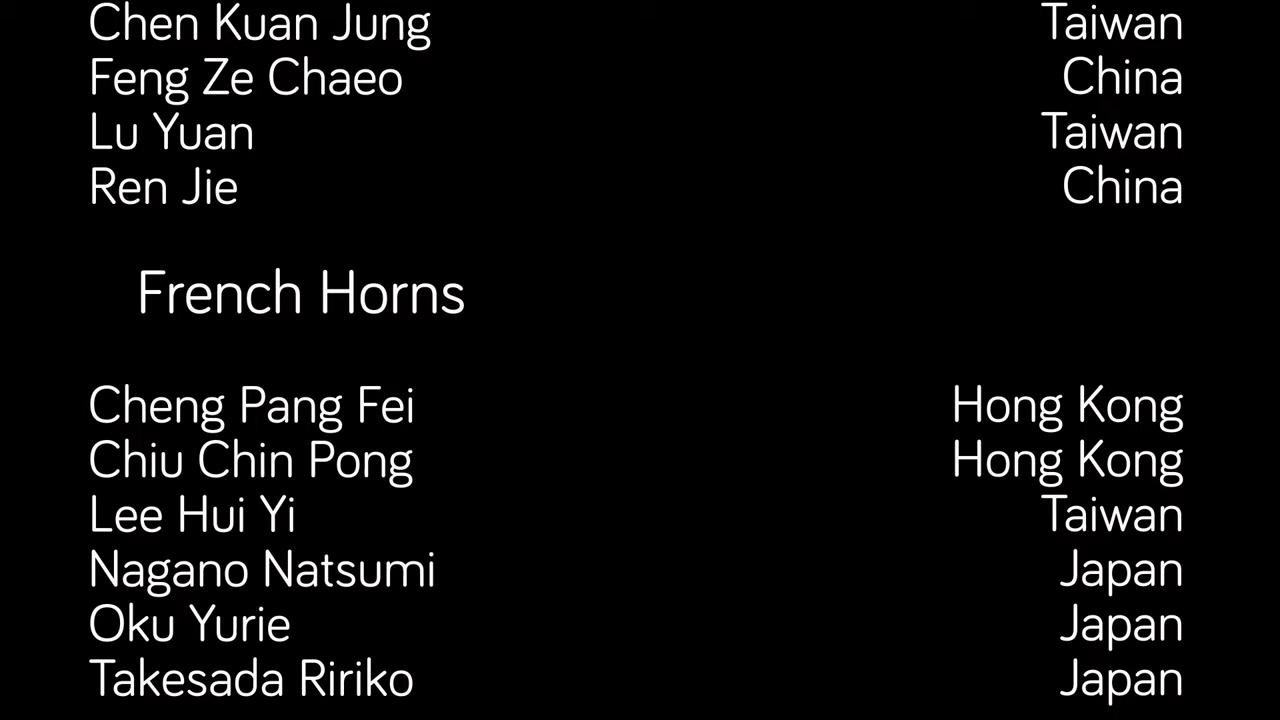 Chen Kuan Jung Taiwan
Feng Ze Chaeo China
Lu Yuan Taiwan
Ren Jie China
French Horns
Cheng Pang Fei Hong Kong
Chiu Chin Pong Hong Kong
Lee Hui Yi Taiwan
Nagano Natsumi Japan
Oku Yurie Japan
Takesada Ririko Japan